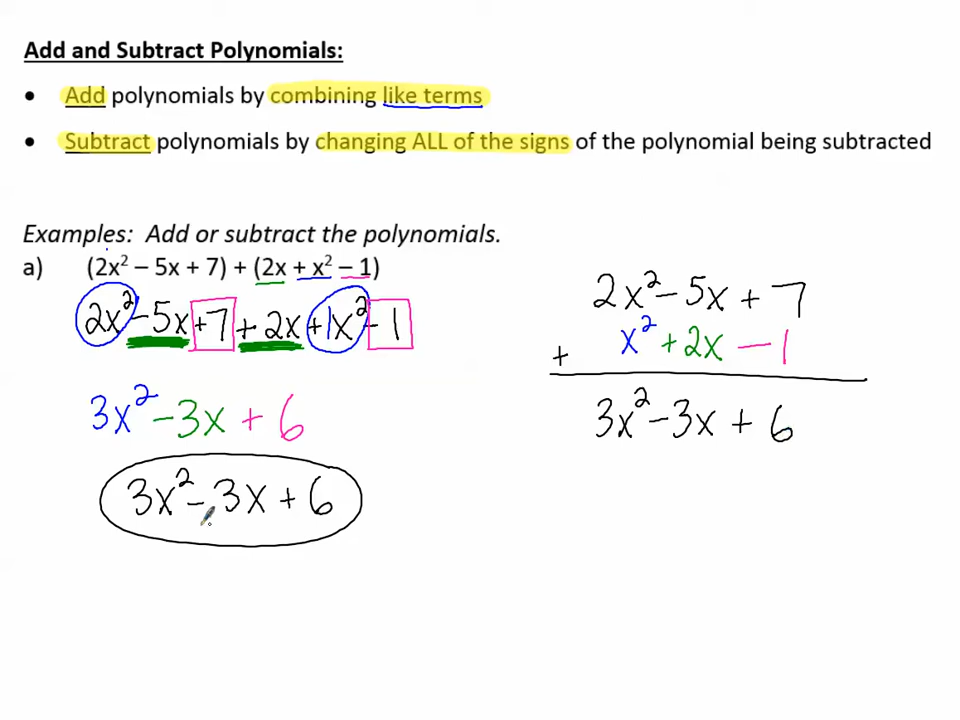 Add and Subtract Polynomials:
• Add polynomials by combining like terms
• Subtract polynomials by changing ALL of the signs of the polynomial being subtracted
Examples: Add or subtract the polynomials.
a) (2x² – 5x + 7) + (2x + x² – 1)
2x² -5x +7 + 2x +1x² - 1
3x² - 3x + 6
3x² - 3x + 6
2x² - 5x + 7
+ x² + 2x - 1
3x² - 3x + 6